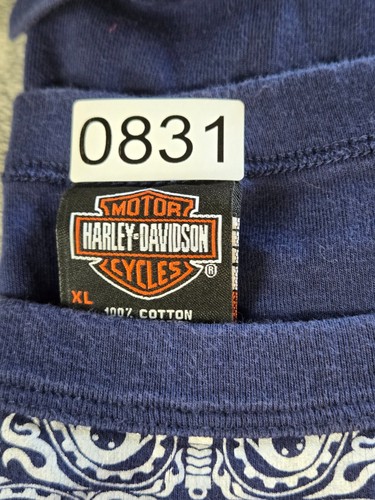 0831
MOTOR
HARLEY-DAVIDSON
CYCLES ®
XL
100% COTTON